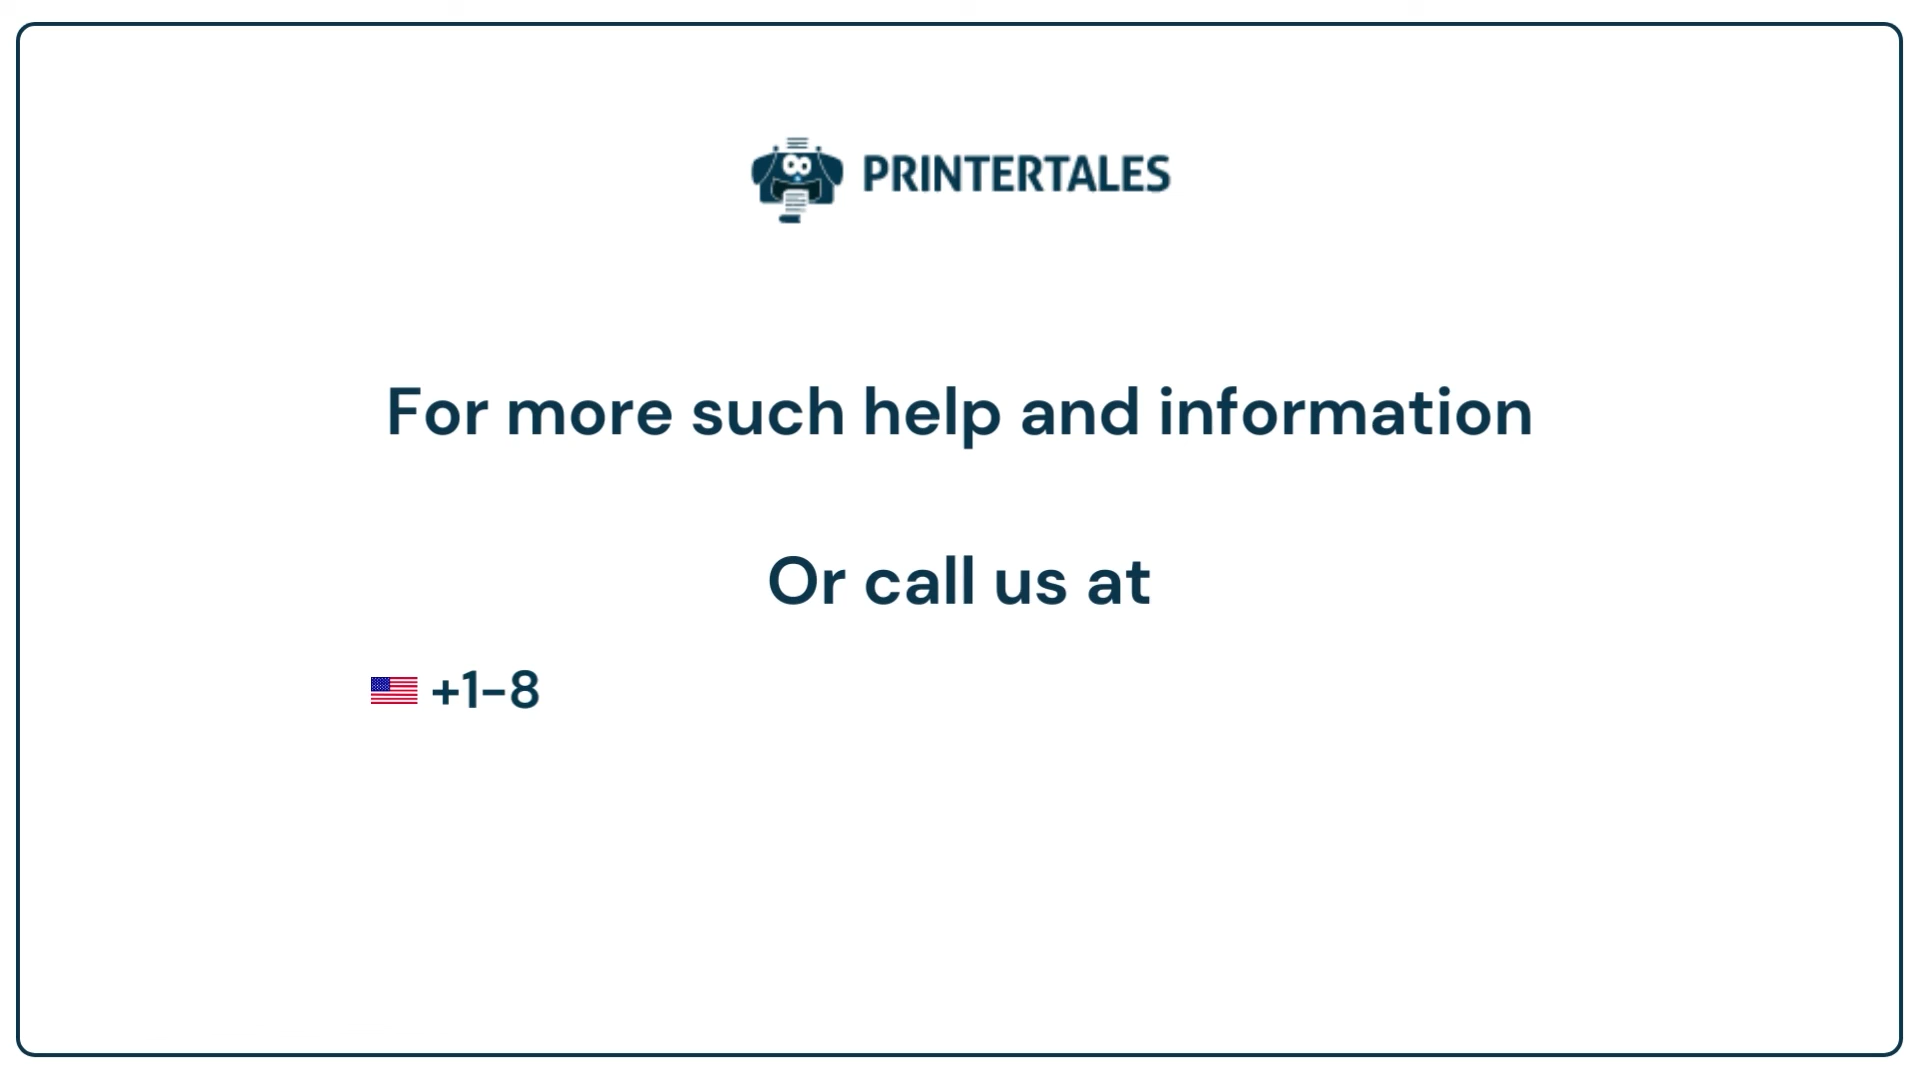 PRINTERTALES
For more such help and information
Or call us at
+1-8